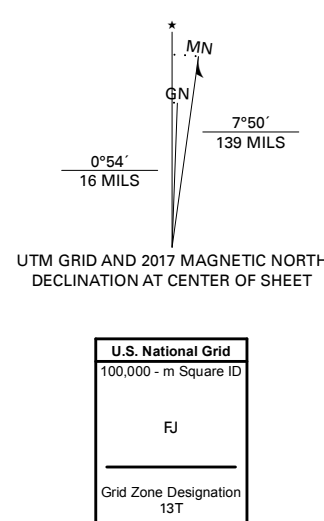 ★
MN
GN
7°50´
139 MILS
0°54´
16 MILS
UTM GRID AND 2017 MAGNETIC NORTH
DECLINATION AT CENTER OF SHEET
U.S. National Grid
100,000 - m Square ID
FJ
Grid Zone Designation
13T